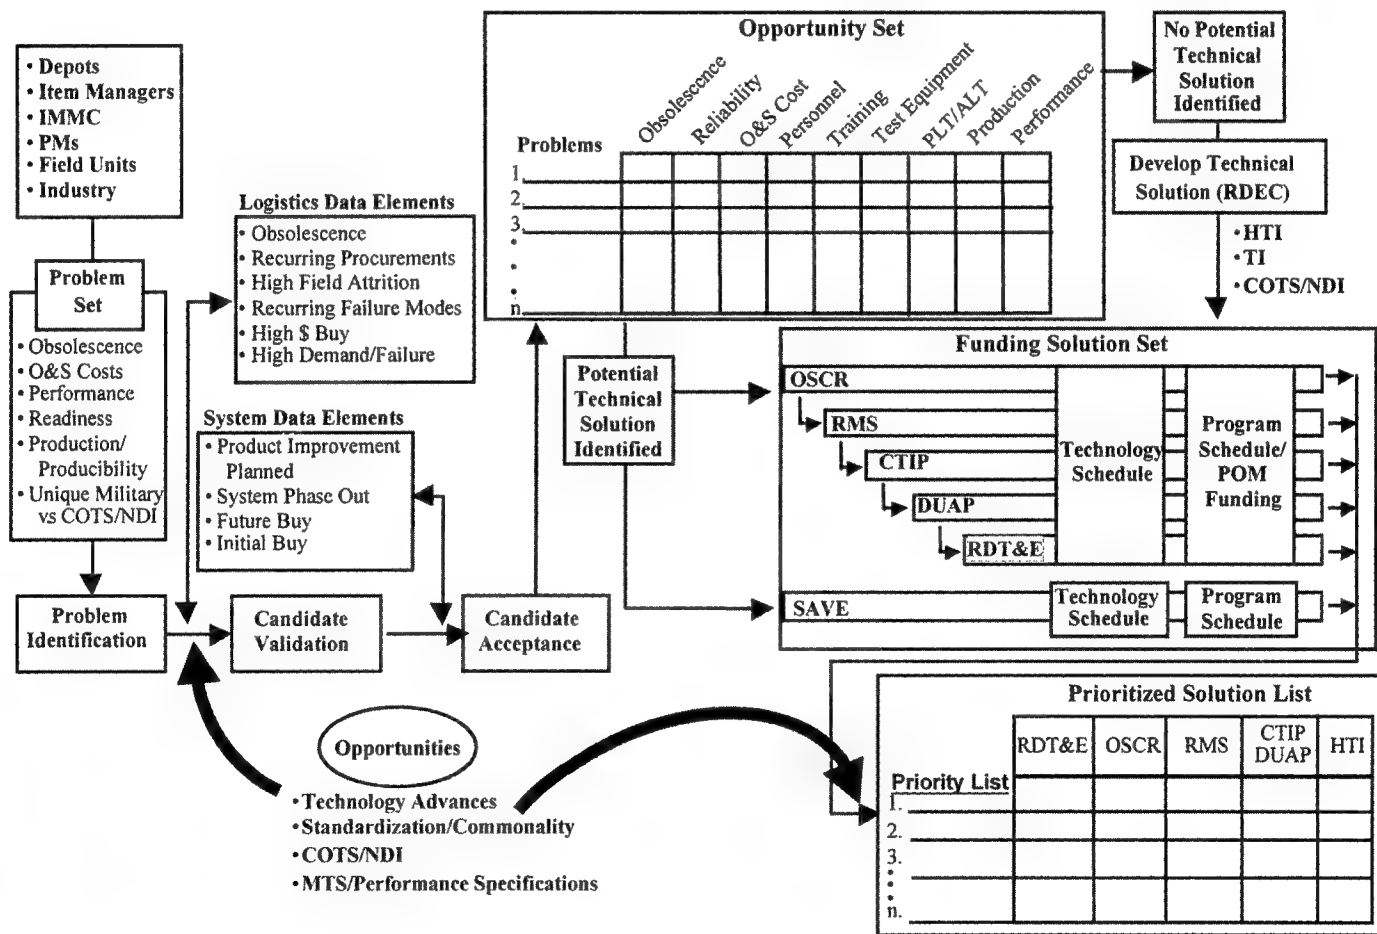 • Depots
• Item Managers
• IMMC
• PMs
• Field Units
• Industry
Problem
Set
• Obsolescence
• O&S Costs
• Performance
• Readiness
• Production/
Producibility
• Unique Military
vs COTS/NDI
Problem
Identification
Logistics Data Elements
• Obsolescence
• Recurring Procurements
• High Field Attrition
• Recurring Failure Modes
• High $ Buy
• High Demand/Failure
System Data Elements
• Product Improvement
Planned
• System Phase Out
• Future Buy
• Initial Buy
Candidate
Validation
Candidate
Acceptance
Opportunity Set
Problems
Obsolescence
Reliability
O&S Cost
Personnel
Training
Test Equipment
PLT/ALT
Production
Performance
1.
2.
3.
n.
No Potential
Technical
Solution
Identified
Develop Technical
Solution (RDEC)
• HTI
• TI
• COTS/NDI
Potential
Technical
Solution
Identified
Funding Solution Set
OSCR
RMS
CTIP
DUAP
RDT&E
Technology
Schedule
Program
Schedule/
POM
Funding
SAVE
Technology
Schedule
Program
Schedule
Opportunities
• Technology Advances
• Standardization/Commonality
• COTS/NDI
• MTS/Performance Specifications
Prioritized Solution List
RDT&E OSCR RMS CTIP DUAP HTI
Priority List
1.
2.
3.
n.